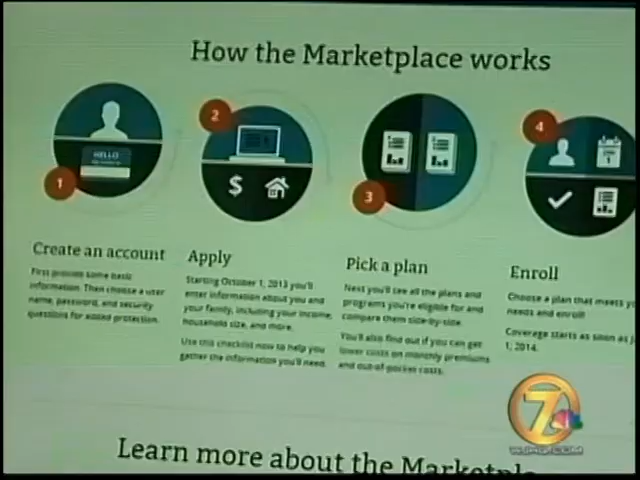 How the Marketplace works
1
HELLO
2
$
3
4
Create an account
First provide some basic
information. Then choose a user
name, password, and security
questions for added protection.
Apply
Starting October 1, 2013 you'll
enter information about you and
your family, including your income,
household size, and more.
Use this checklist now to help you
gather the information you'll need.
Pick a plan
Next you'll see all the plans and
programs you're eligible for and
compare them side-by-side.
You'll also find out if you can get
lower costs on monthly premiums
and out-of-pocket costs.
Enroll
Choose a plan that meets yo
needs and enroll!
Coverage starts as soon as J
1, 2014.
7
Learn more about the Marketpla